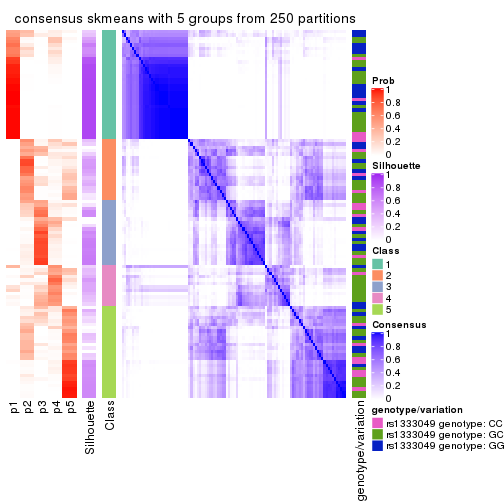 consensus skmeans with 5 groups from 250 partitions
Prob
1
0.8
0.6
0.4
0.2
0
Silhouette
1
0.8
0.6
0.4
0.2
0
Class
1
2
3
4
5
Consensus
1
0.8
0.6
0.4
0.2
0
genotype/variation
rs1333049 genotype: CC
rs1333049 genotype: GC
rs1333049 genotype: GG
p1
p2
p3
p4
p5
Silhouette
Class
genotype/variation